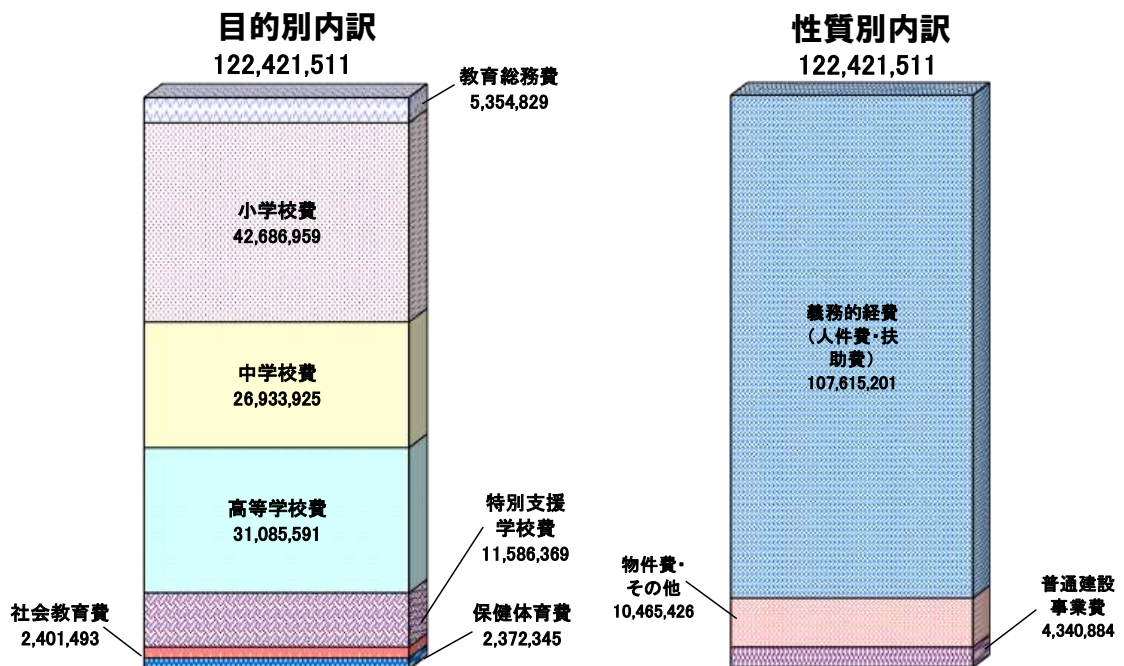 目的別内訳
122,421,511
教育総務費
5,354,829
小学校費
42,686,959
中学校費
26,933,925
高等学校費
31,085,591
特別支援
学校費
11,586,369
社会教育費
2,401,493
保健体育費
2,372,345
性質別内訳
122,421,511
義務的経費
(人件費・扶
助費)
107,615,201
物件費・
その他
10,465,426
普通建設
事業費
4,340,884